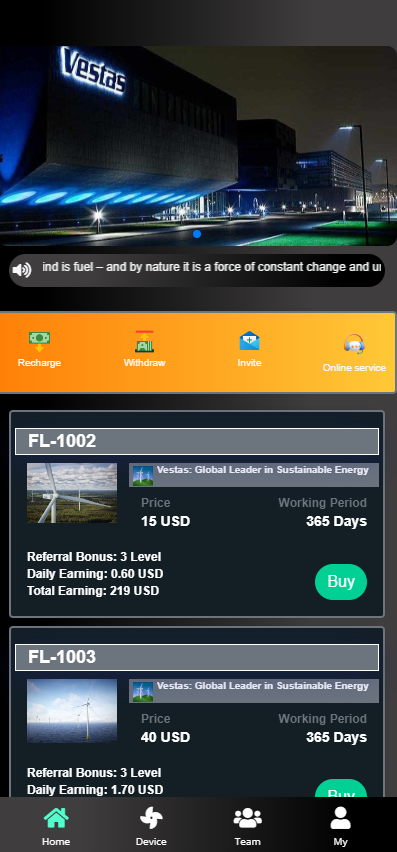 Vestas
ind is fuel – and by nature it is a force of constant change and
Recharge
Withdraw
Invite
Online service
FL-1002
Vestas: Global Leader in Sustainable Energy
Price
Working Period
15 USD
365 Days
Referral Bonus: 3 Level
Daily Earning: 0.60 USD
Total Earning: 219 USD
Buy
FL-1003
Vestas: Global Leader in Sustainable Energy
Price
Working Period
40 USD
365 Days
Referral Bonus: 3 Level
Daily Earning: 1.70 USD
Buy
Home
Device
Team
My